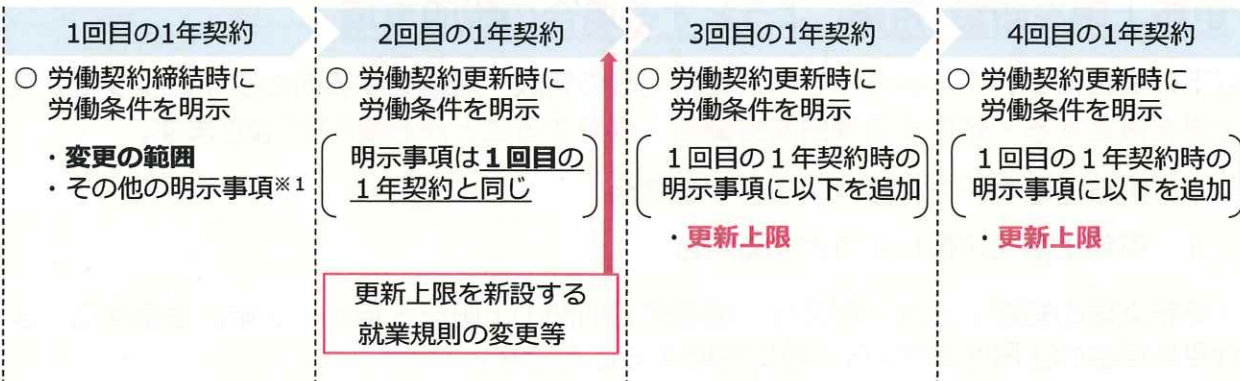 1回目の1年契約
○ 労働契約締結時に
労働条件を明示
・変更の範囲
・その他の明示事項※1
2回目の1年契約
○ 労働契約更新時に
労働条件を明示
明示事項は１回目の
１年契約と同じ
更新上限を新設する
就業規則の変更等
3回目の1年契約
○ 労働契約更新時に
労働条件を明示
１回目の１年契約時の
明示事項に以下を追加
・更新上限
4回目の1年契約
○ 労働契約更新時に
労働条件を明示
１回目の１年契約時の
明示事項に以下を追加
・更新上限